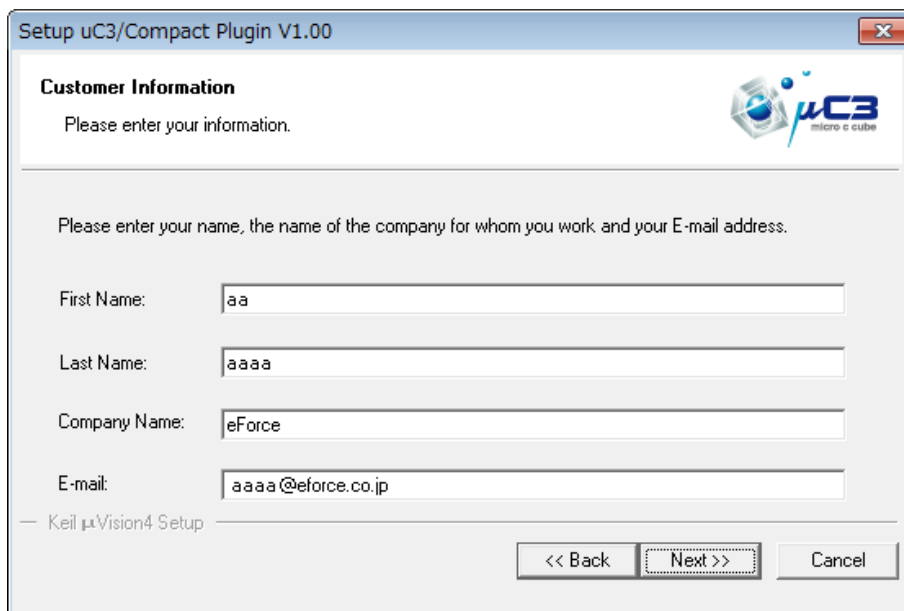 Setup uC3/Compact Plugin V1.00
Customer Information
Please enter your information.
μC3
micro c cube
Please enter your name, the name of the company for whom you work and your E-mail address.
First Name: aa
Last Name: aaaa
Company Name: eForce
E-mail: aaaa@eforce.co.jp
Keil μVision4 Setup
<< Back Next >> Cancel